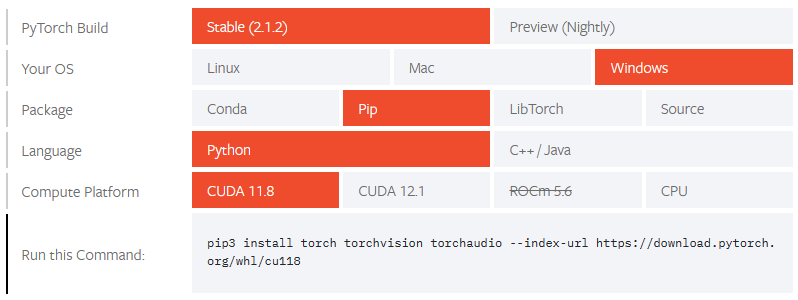 PyTorch Build Stable (2.1.2) Preview (Nightly)
Your OS Linux Mac Windows
Package Conda Pip LibTorch Source
Language Python C++ / Java
Compute Platform CUDA 11.8 CUDA 12.1 ROCm 5.6 CPU
Run this Command: pip3 install torch torchvision torchaudio --index-url https://download.pytorch.
org/whl/cu118